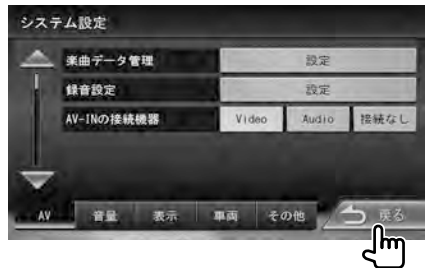 システム設定
楽曲データ管理 設定
録音設定 設定
AV-INの接続機器 Video Audio 接続なし
AV 音量 表示 車両 その他 戻る